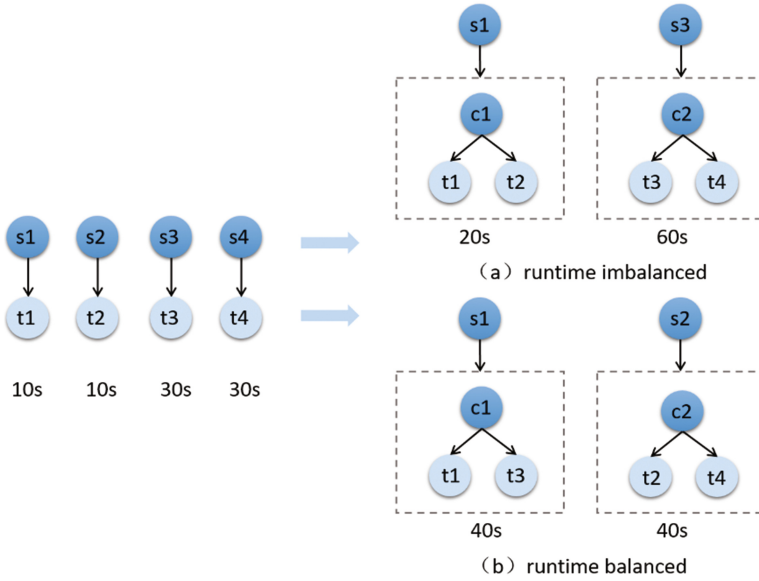 s1 s2 s3 s4
t1 t2 t3 t4
10s 10s 30s 30s
s1 s3
c1 c2
t1 t2 t3 t4
20s 60s
（a）runtime imbalanced
s1 s2
c1 c2
t1 t3 t2 t4
40s 40s
（b）runtime balanced